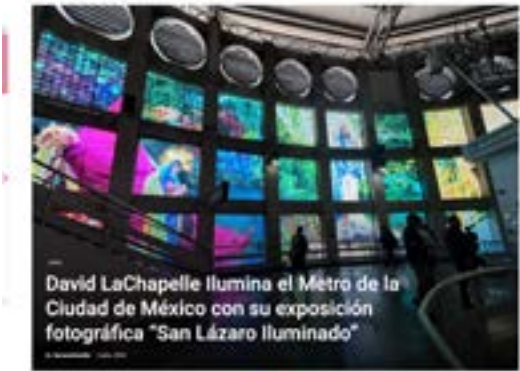 David LaChapelle Ilumina el Metro de la
Ciudad de México con su exposición
fotográfica "San Lázaro Iluminado"